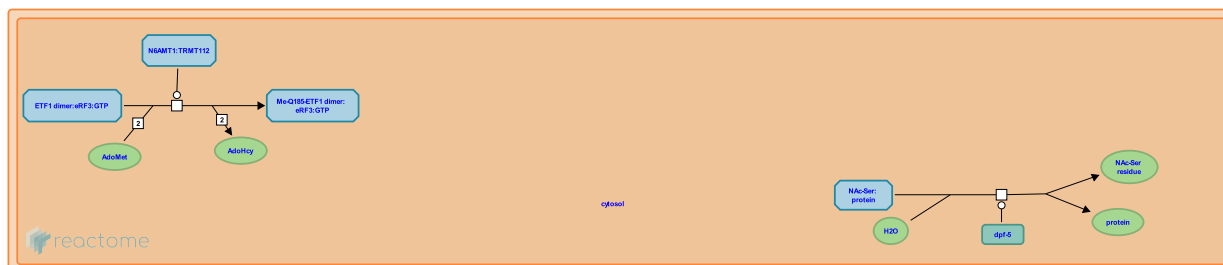 N6AMT1:TRMT112
ETF1 dimer:eRF3:GTP
Me-Q185-ETF1 dimer:
eRF3:GTP
2
2
AdoMet
AdoHcy
NAc-Ser
residue
NAc-Ser:
protein
cytosol
protein
H2O
dpf-5
reactome